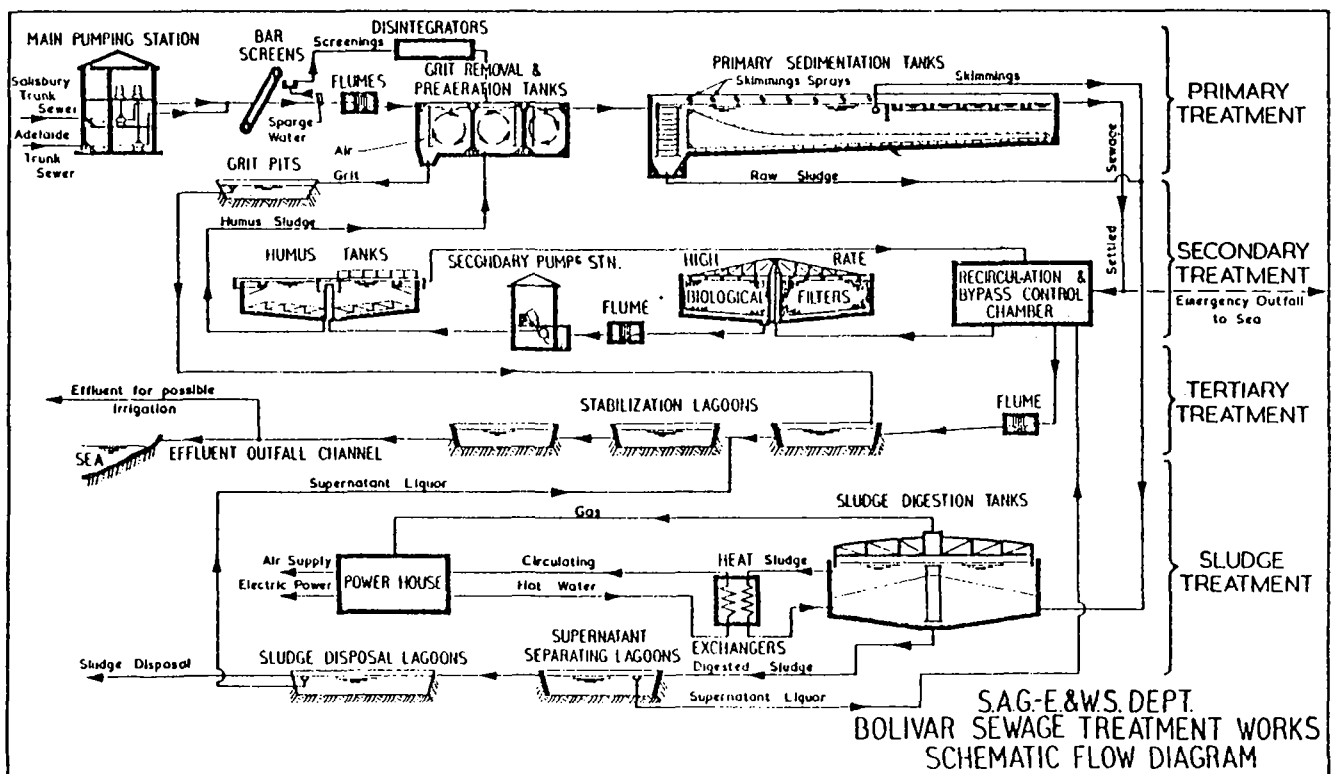 MAIN PUMPING STATION
Salisbury
Trunk
Sewer
Adelaide
Trunk
Sewer
BAR
SCREENS
Screenings
DISINTEGRATORS
FLUMES
Sparge
Water
GRIT REMOVAL &
PREAERATION TANKS
Air
PRIMARY SEDIMENTATION TANKS
Skimmings Sprays
Skimmings
PRIMARY
TREATMENT
GRIT PITS
Grit
Raw Sludge
Settled Sewage
Humus Sludge
HUMUS TANKS
SECONDARY PUMPG STN.
FLUME
HIGH RATE
BIOLOGICAL FILTERS
RECIRCULATION &
BYPASS CONTROL
CHAMBER
SECONDARY
TREATMENT
Emergency Outfall
to Sea
Effluent for possible
Irrigation
STABILIZATION LAGOONS
FLUME
TERTIARY
TREATMENT
SEA
EFFLUENT OUTFALL CHANNEL
Supernatant Liquor
SLUDGE DIGESTION TANKS
Gas
Air Supply
Electric Power
POWER HOUSE
Circulating
Hot Water
HEAT
EXCHANGERS
Sludge
SLUDGE
TREATMENT
Sludge Disposal
SLUDGE DISPOSAL LAGOONS
SUPERNATANT
SEPARATING LAGOONS
Digested Sludge
Supernatant Liquor
S.A.G.-E.&W.S. DEPT.
BOLIVAR SEWAGE TREATMENT WORKS
SCHEMATIC FLOW DIAGRAM